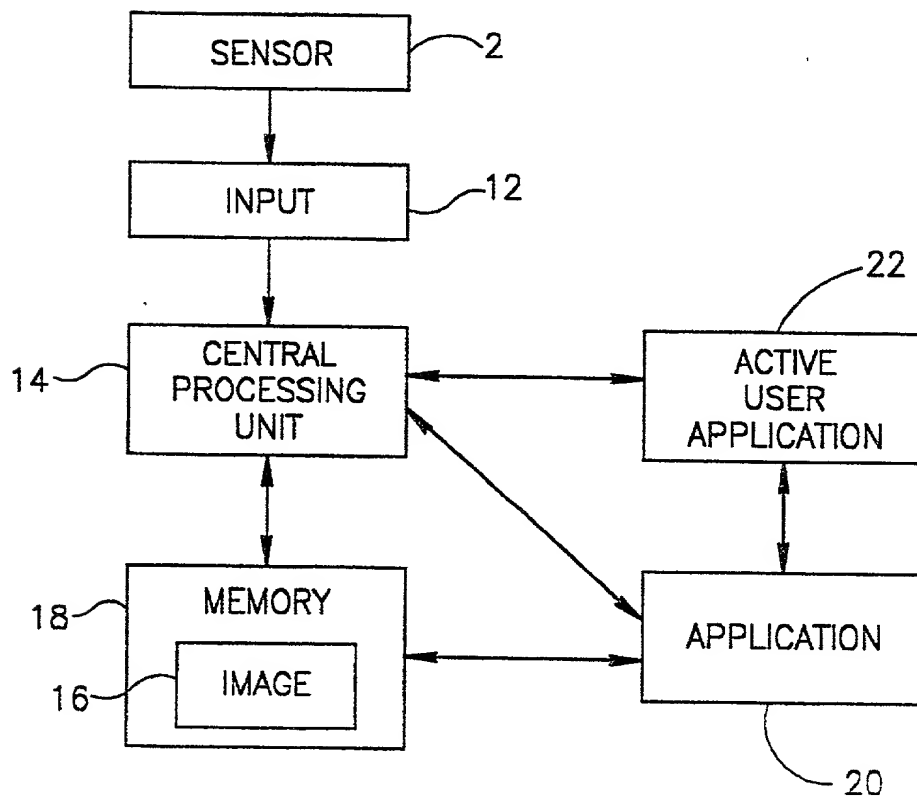 SENSOR
2
INPUT
12
22
14
CENTRAL
PROCESSING
UNIT
ACTIVE
USER
APPLICATION
18
MEMORY
16
IMAGE
APPLICATION
20